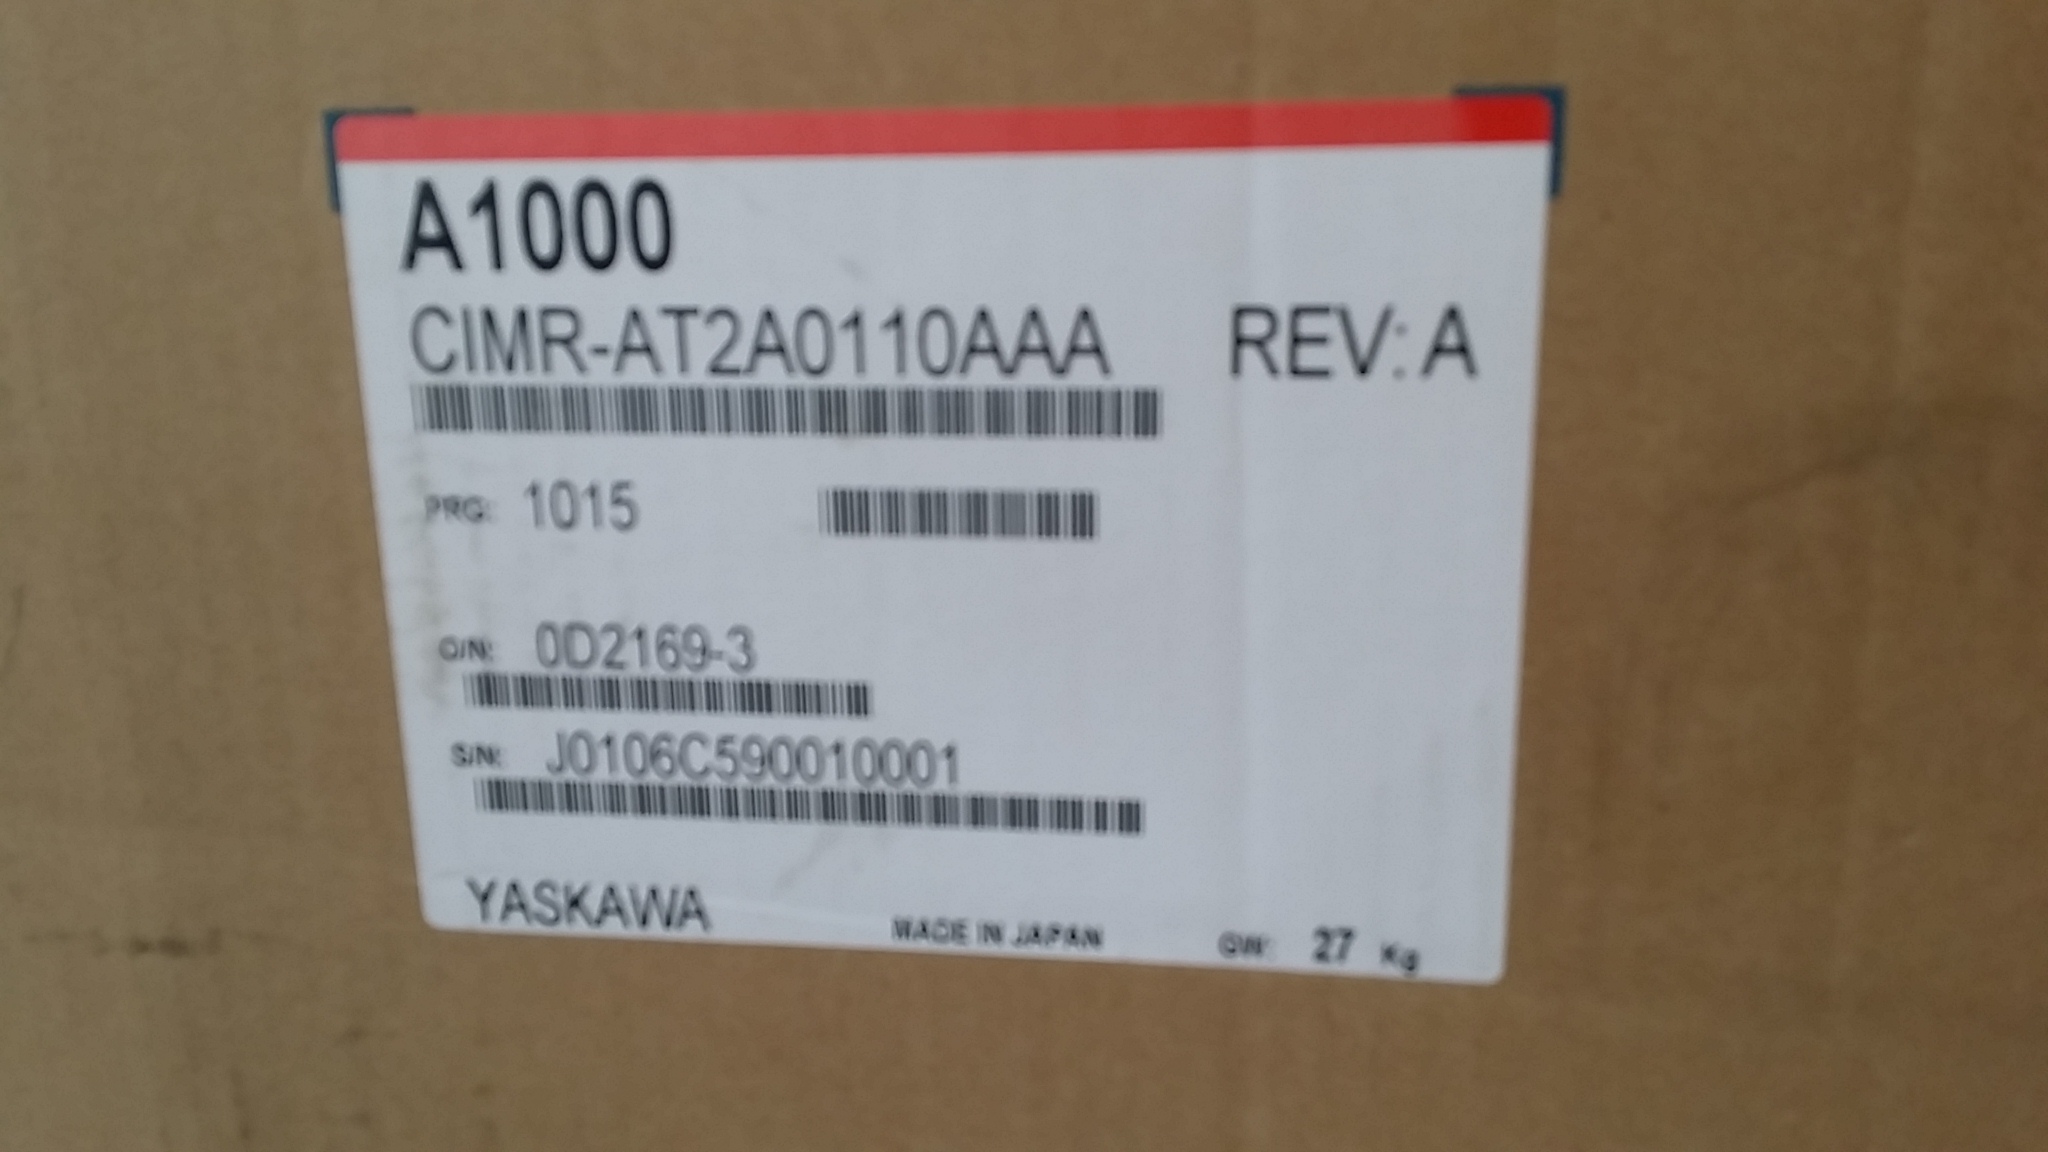 A1000
CIMR-AT2A0110AAA REV: A
PRG: 1015
O/N: 0D2169-3
S/N: J0106C590010001
YASKAWA MADE IN JAPAN GW: 27 Kg